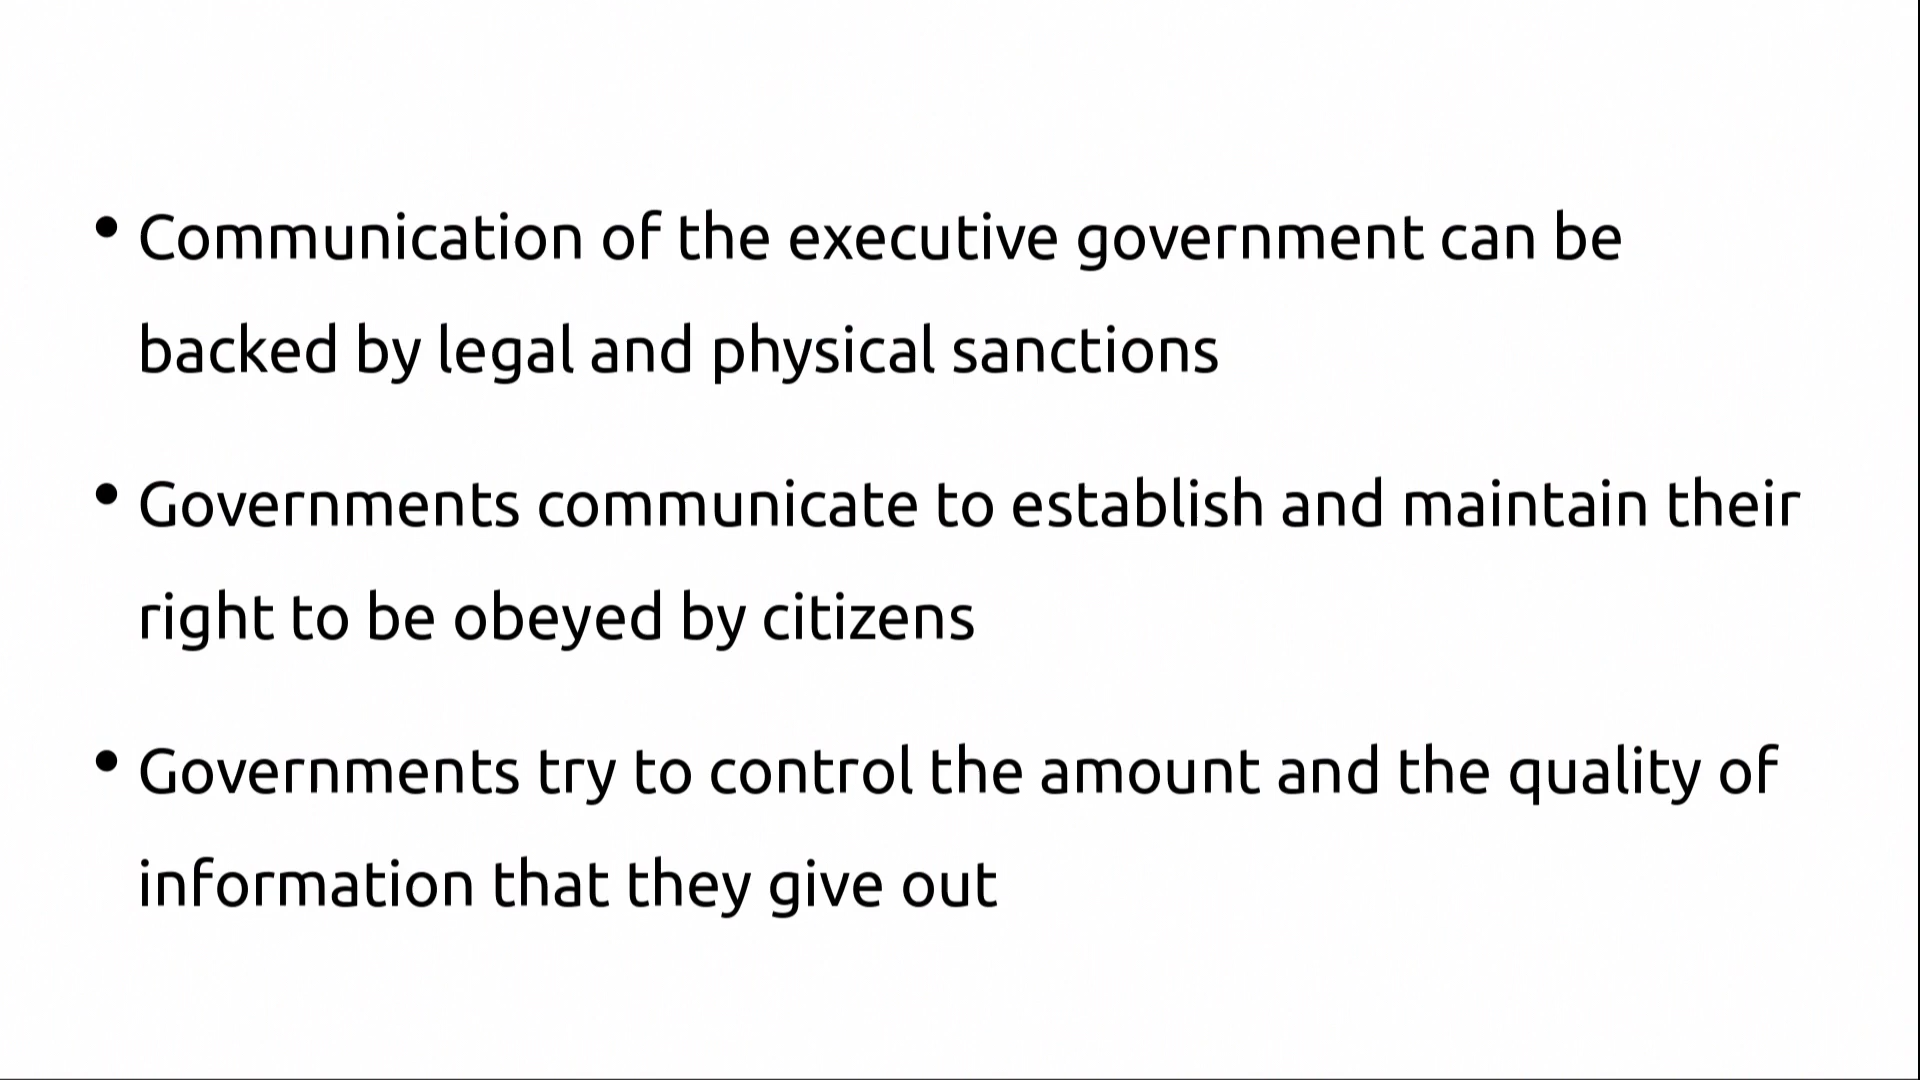 • Communication of the executive government can be
backed by legal and physical sanctions
• Governments communicate to establish and maintain their
right to be obeyed by citizens
• Governments try to control the amount and the quality of
information that they give out